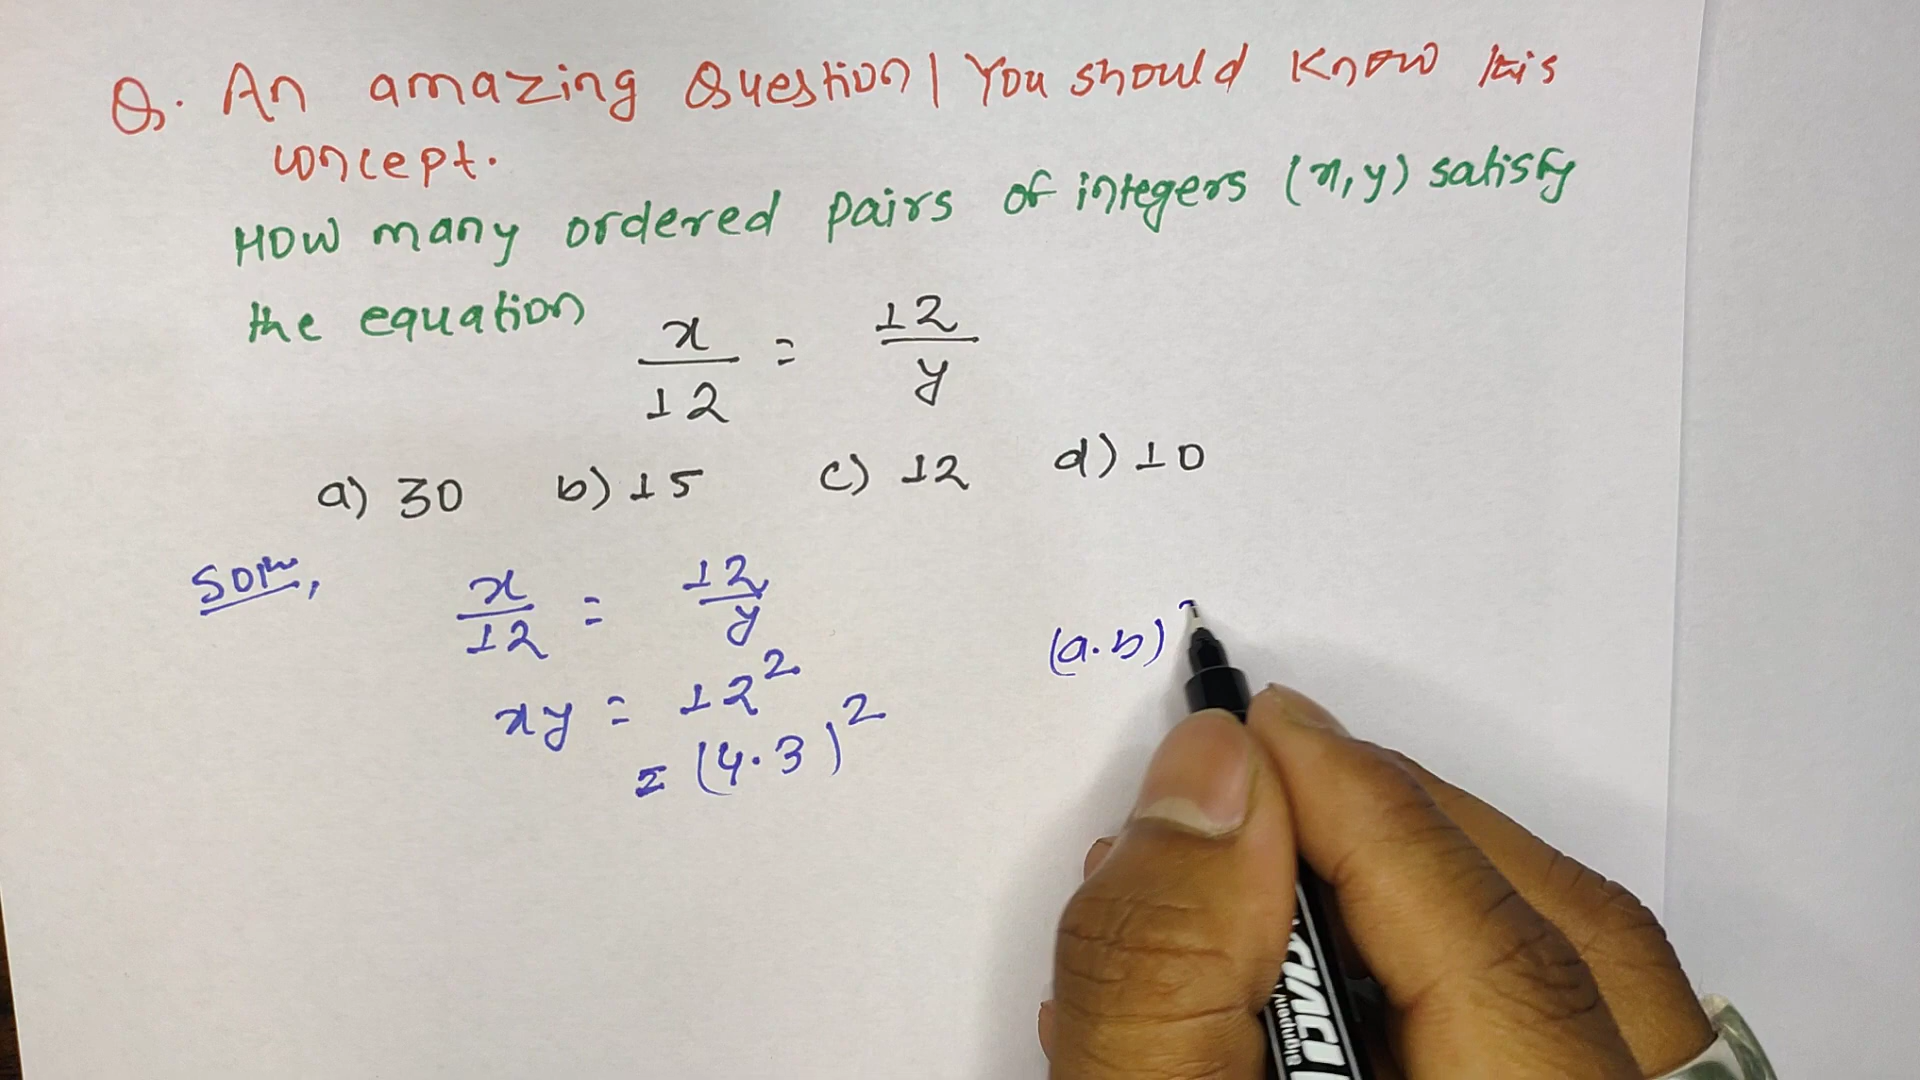 Q. An amazing Question | You should Know this
concept.
How many ordered pairs of integers (x,y) satisfy
the equation x/12 = 12/y
a) 30 b) 15 c) 12 d) 10
Soln, x/12 = 12/y
xy = 12²
= (4.3)²
(a.b)²